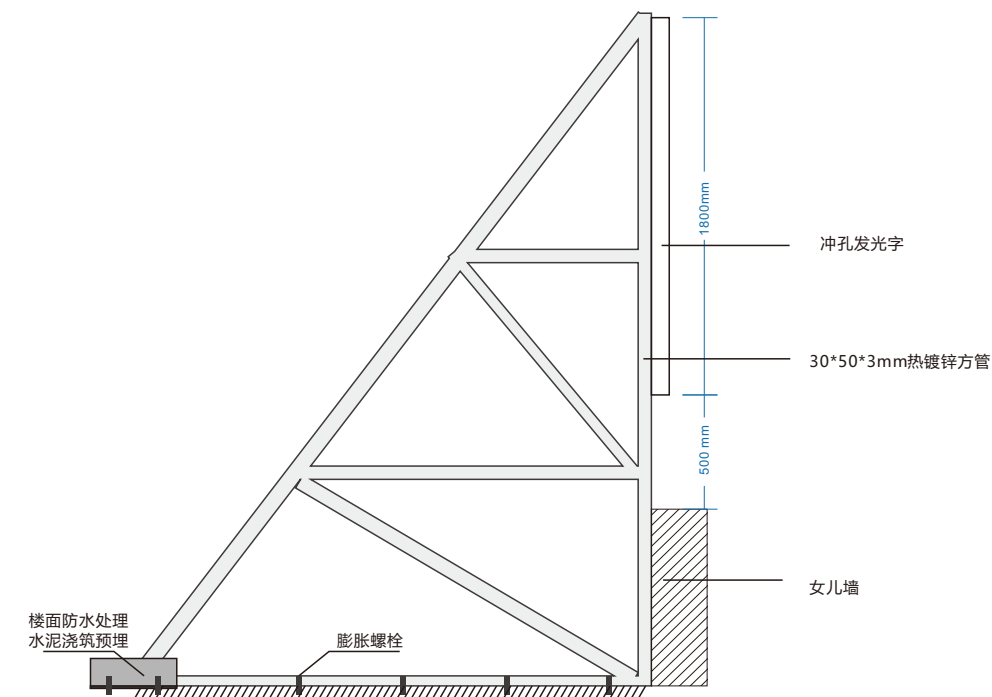 1800mm
冲孔发光字
30*50*3mm热镀锌方管
500 mm
女儿墙
楼面防水处理
水泥浇筑预埋
膨胀螺栓